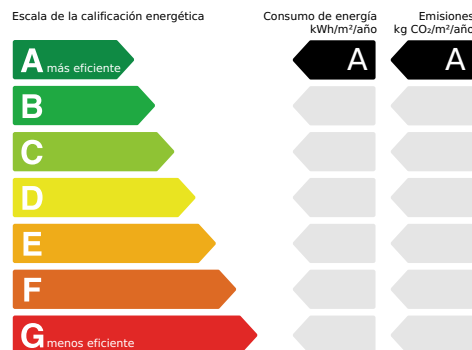 Escala de la calificación energética
Consumo de energía
kWh/m²/año
Emisiones
kg CO₂/m²/año
A más eficiente
A
A
B
C
D
E
F
G menos eficiente